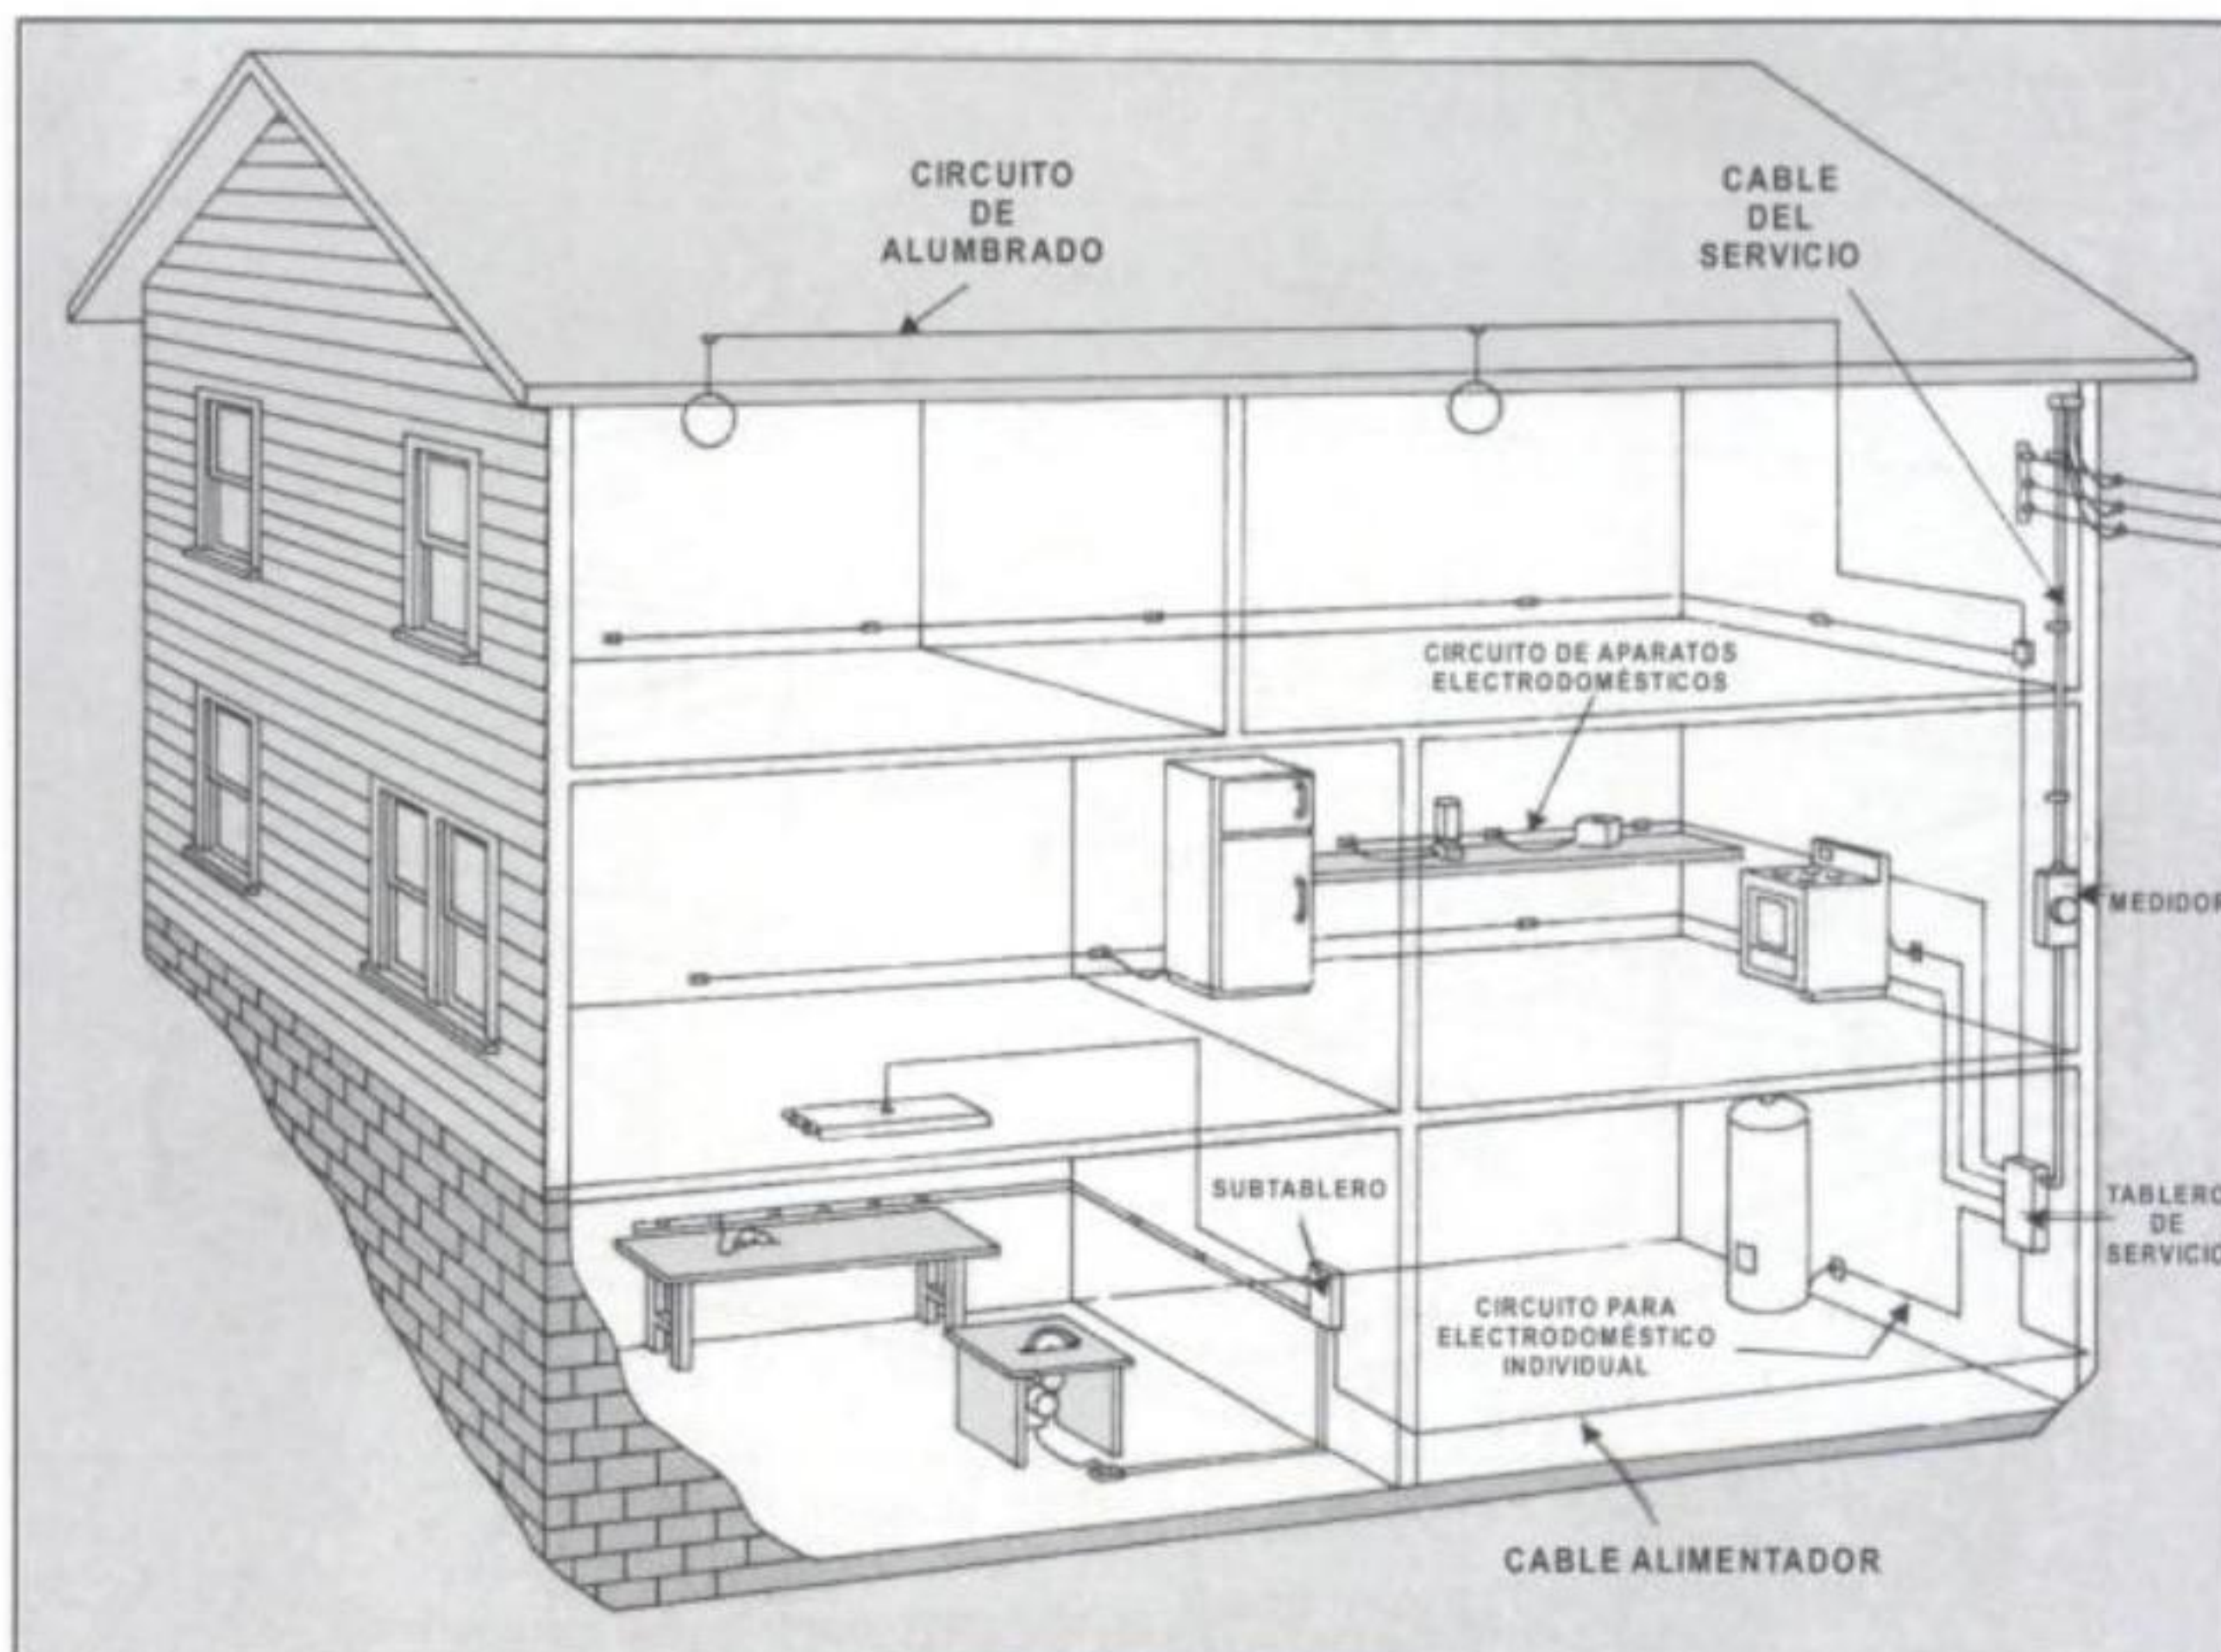 CIRCUITO
DE
ALUMBRADO
CABLE
DEL
SERVICIO
CIRCUITO DE APARATOS
ELECTRODOMÉSTICOS
MEDIDOR
SUBTABLERO
TABLERO
DE
SERVICIO
CIRCUITO PARA
ELECTRODOMÉSTICO
INDIVIDUAL
CABLE ALIMENTADOR